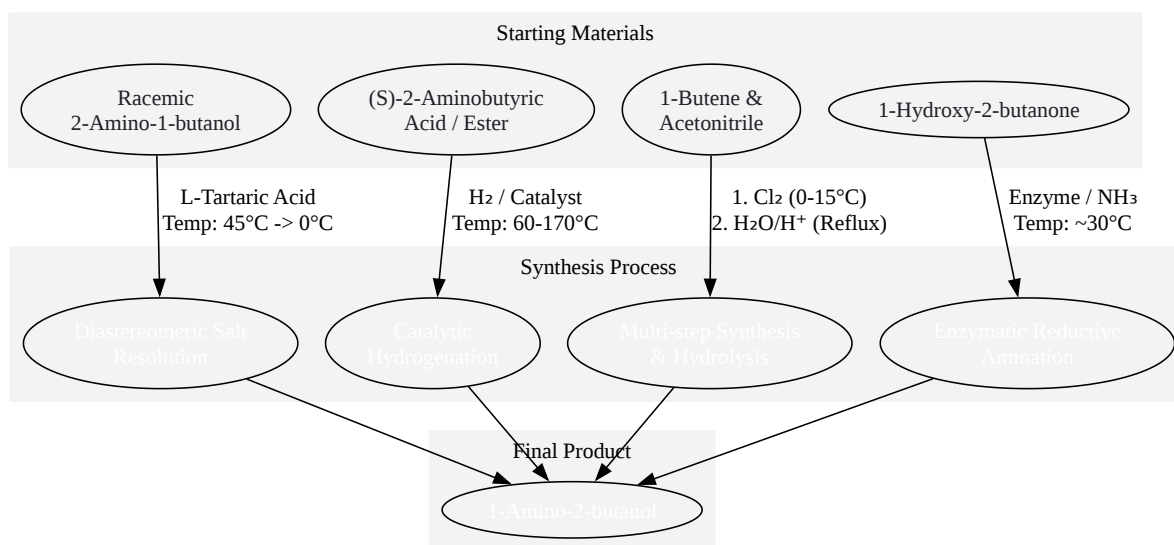 Starting Materials
Racemic
2-Amino-1-butanol
(S)-2-Aminobutyric
Acid / Ester
1-Butene &
Acetonitrile
1-Hydroxy-2-butanone
L-Tartaric Acid
Temp: 45°C -> 0°C
H₂ / Catalyst
Temp: 60-170°C
1. Cl₂ (0-15°C)
2. H₂O/H⁺ (Reflux)
Enzyme / NH₃
Temp: ~30°C
Synthesis Process
Diastereomeric Salt
Resolution
Catalytic
Hydrogenation
Multi-step Synthesis
& Hydrolysis
Enzymatic Reductive
Amination
Final Product
1-Amino-2-butanol